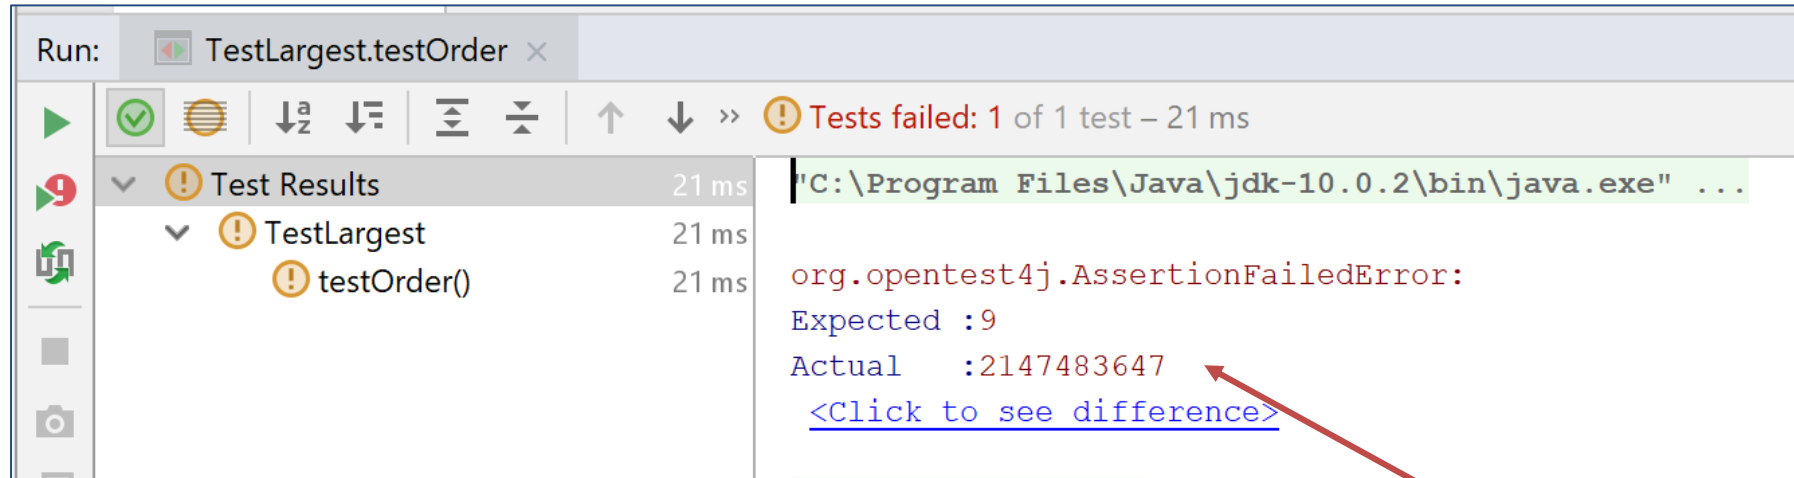 Run: TestLargest.testOrder
Tests failed: 1 of 1 test – 21 ms
Test Results 21 ms
TestLargest 21 ms
testOrder() 21 ms
"C:\Program Files\Java\jdk-10.0.2\bin\java.exe" ...
org.opentest4j.AssertionFailedError:
Expected :9
Actual   :2147483647
<Click to see difference>